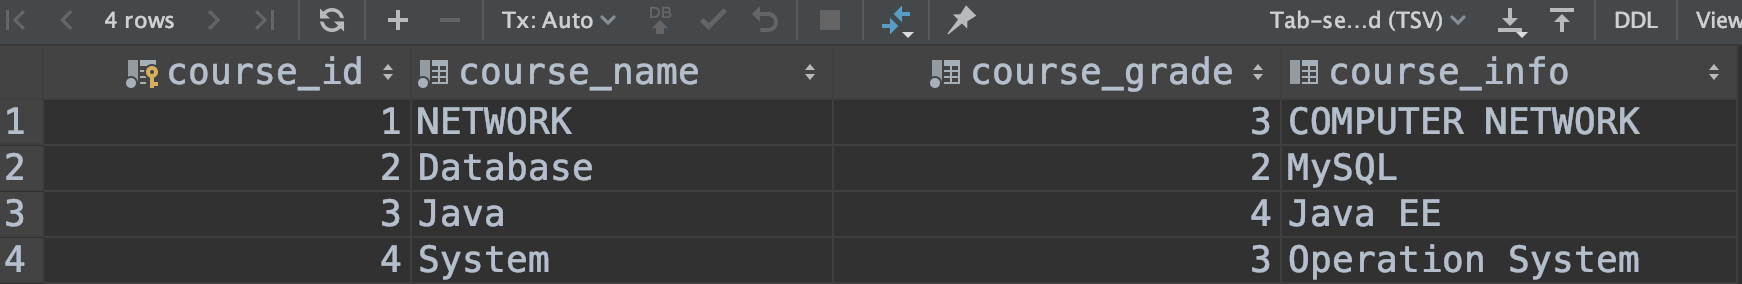 4 rows Tx: Auto DB Tab-se...d (TSV) DDL View
course_id course_name course_grade course_info
1 1 NETWORK 3 COMPUTER NETWORK
2 2 Database 2 MySQL
3 3 Java 4 Java EE
4 4 System 3 Operation System